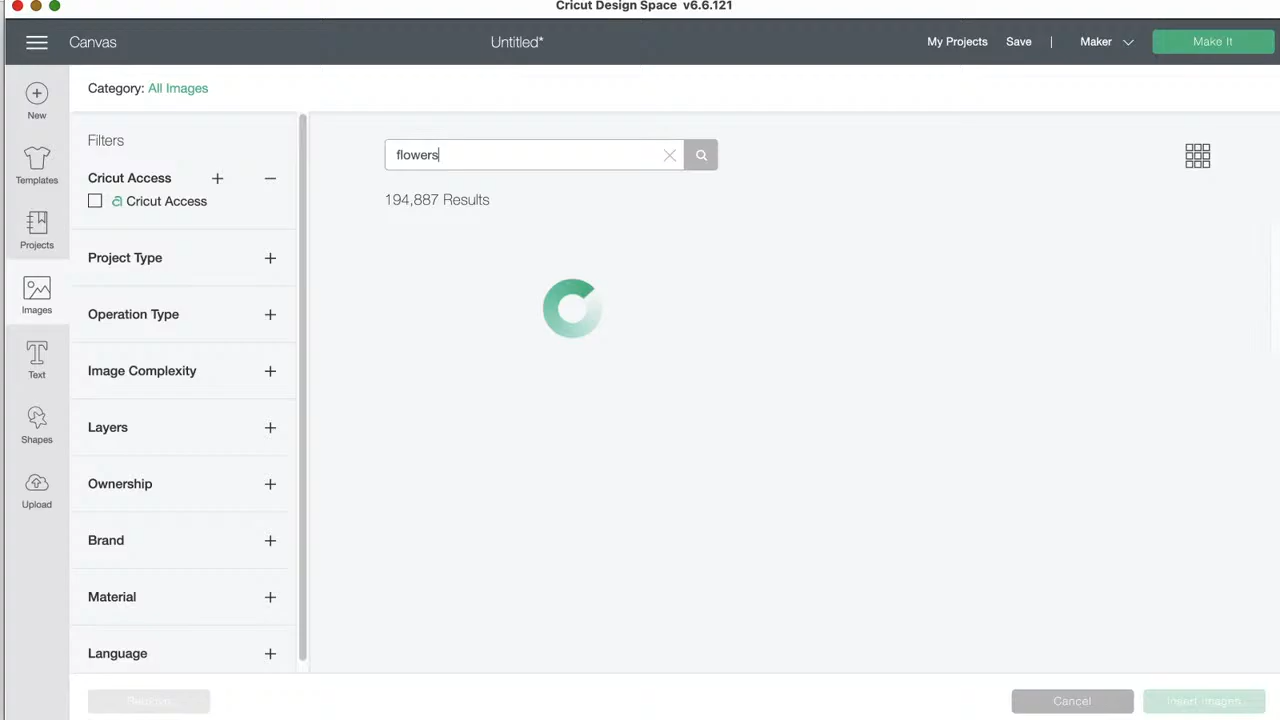 Cricut Design Space v6.6.121
Canvas
Untitled*
My Projects
Save
|
Maker
Make It
New
Templates
Projects
Images
Text
Shapes
Upload
Category: All Images
Filters
Cricut Access
Cricut Access
Project Type
Operation Type
Image Complexity
Layers
Ownership
Brand
Material
Language
flowers
194,887 Results
Cancel
Insert Images